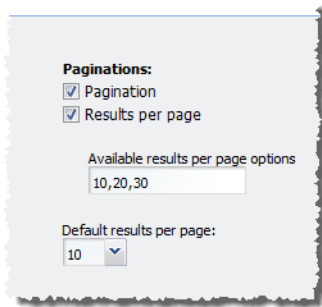 Paginations:
Pagination
Results per page
Available results per page options
10,20,30
Default results per page:
10